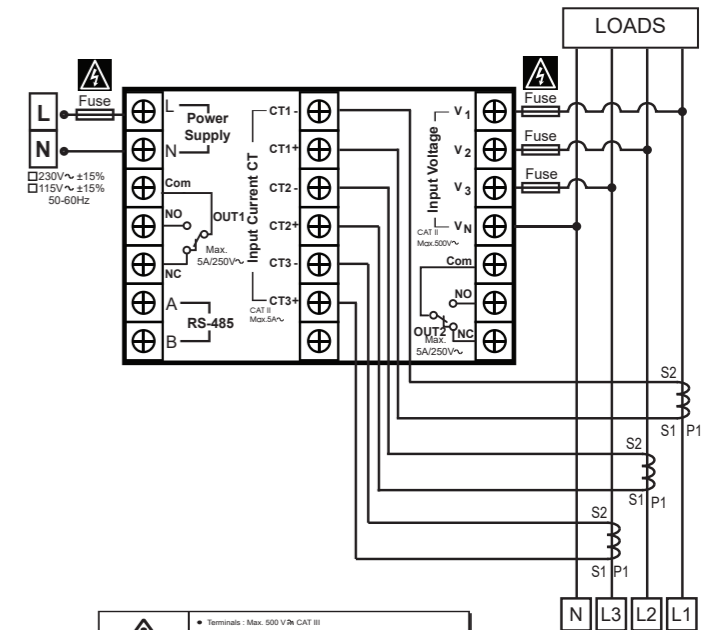 LOADS
Fuse
L
N
□230V~ ±15%
□115V~ ±15%
50-60Hz
L
Power
Supply
N
Com
NO
OUT1
Max.
5A/250V~
NC
A
RS-485
B
Input Current CT
CT1 -
CT1+
CT2 -
CT2+
CT3 -
CT3+
CAT II
Max.5A~
Input Voltage
V1
V2
V3
VN
CAT II
Max.500V~
Com
NO
OUT2
NC
Max.
5A/250V~
Fuse
Fuse
Fuse
S2
S1 P1
S2
S1 P1
S2
S1 P1
N L3 L2 L1
• Terminals : Max. 500 V CAT III